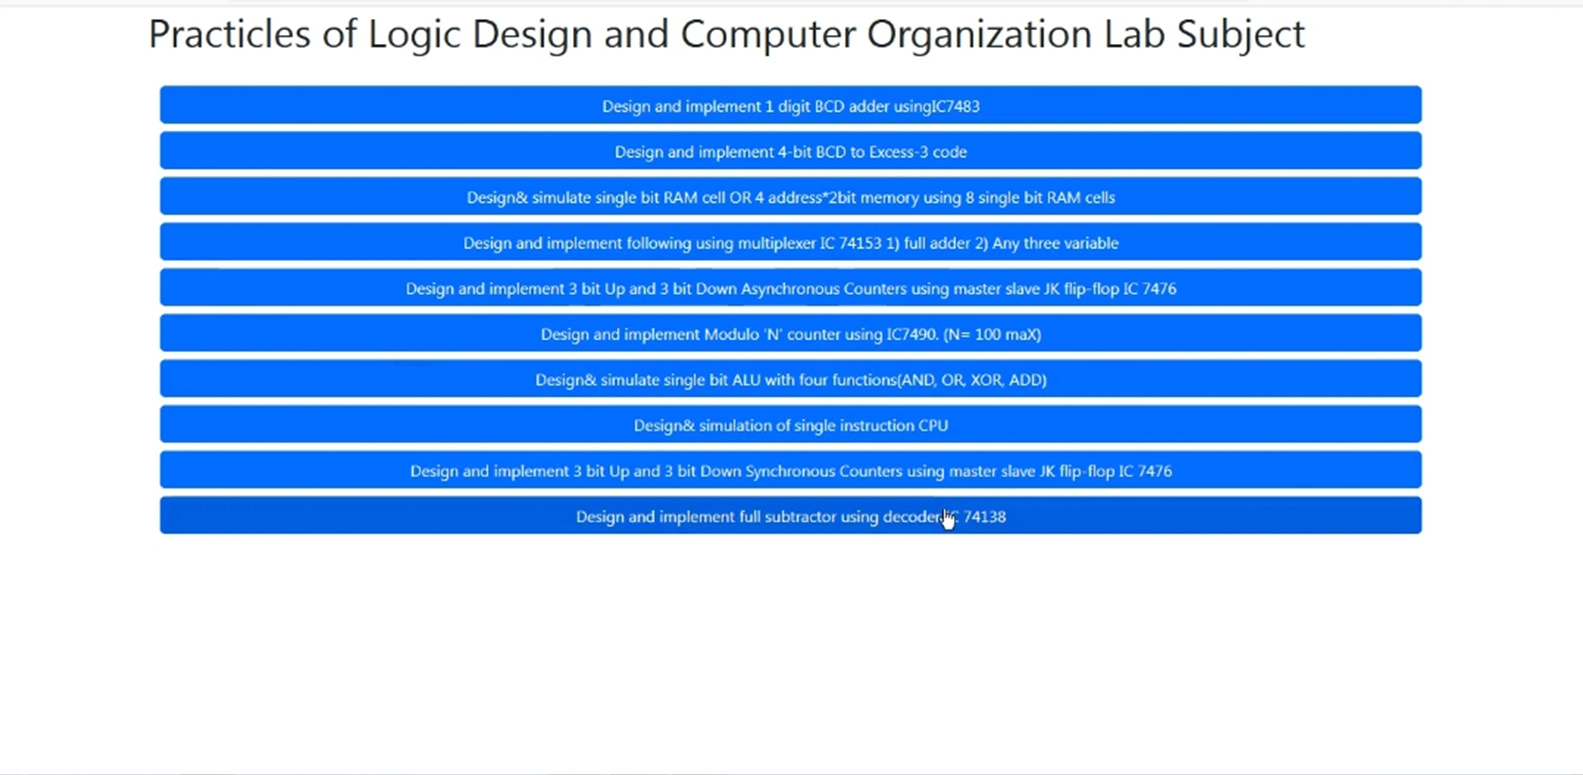 Practicles of Logic Design and Computer Organization Lab Subject
Design and implement 1 digit BCD adder usingIC7483
Design and implement 4-bit BCD to Excess-3 code
Design& simulate single bit RAM cell OR 4 address*2bit memory using 8 single bit RAM cells
Design and implement following using multiplexer IC 74153 1) full adder 2) Any three variable
Design and implement 3 bit Up and 3 bit Down Asynchronous Counters using master slave JK flip-flop IC 7476
Design and implement Modulo 'N' counter using IC7490. (N= 100 maX)
Design& simulate single bit ALU with four functions(AND, OR, XOR, ADD)
Design& simulation of single instruction CPU
Design and implement 3 bit Up and 3 bit Down Synchronous Counters using master slave JK flip-flop IC 7476
Design and implement full subtractor using decoder IC 74138